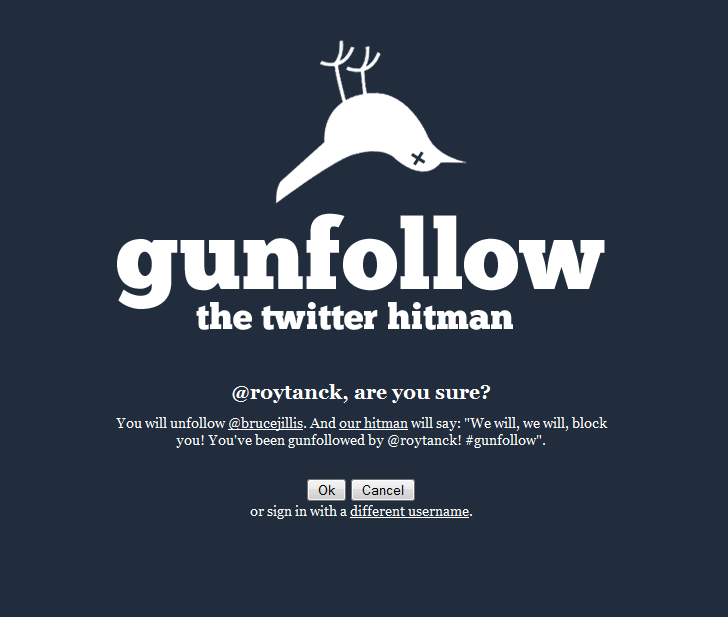 gunfollow
the twitter hitman
@roytanck, are you sure?
You will unfollow @brucejillis. And our hitman will say: "We will, we will, block
you! You've been gunfollowed by @roytanck! #gunfollow".
Ok Cancel
or sign in with a different username.